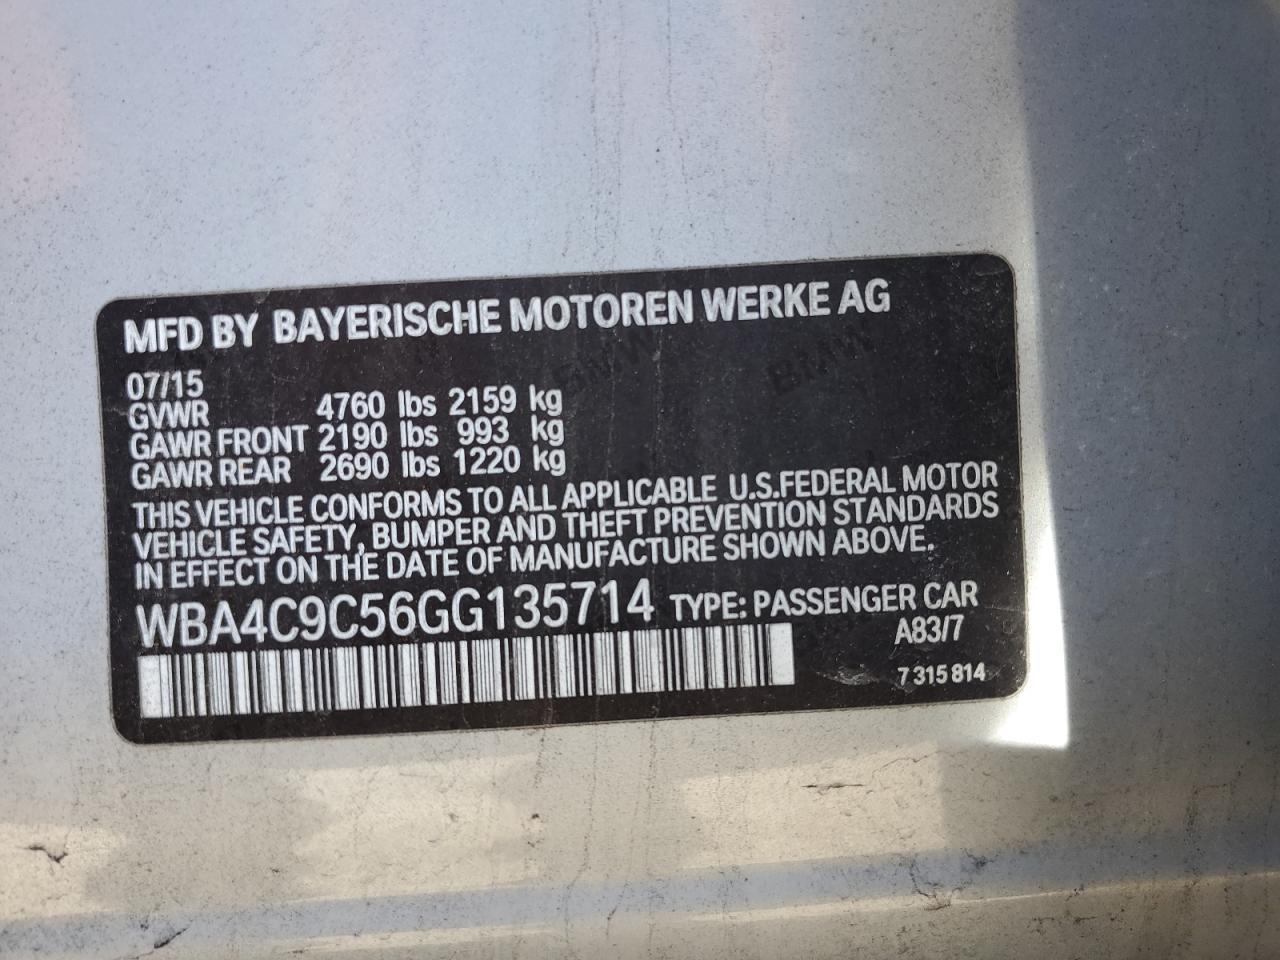 MFD BY BAYERISCHE MOTOREN WERKE AG
07/15
GVWR 4760 lbs 2159 kg
GAWR FRONT 2190 lbs 993 kg
GAWR REAR 2690 lbs 1220 kg
THIS VEHICLE CONFORMS TO ALL APPLICABLE U.S.FEDERAL MOTOR
VEHICLE SAFETY, BUMPER AND THEFT PREVENTION STANDARDS
IN EFFECT ON THE DATE OF MANUFACTURE SHOWN ABOVE.
WBA4C9C56GG135714 TYPE: PASSENGER CAR
A83/7
7 315 814
BMW
BMW